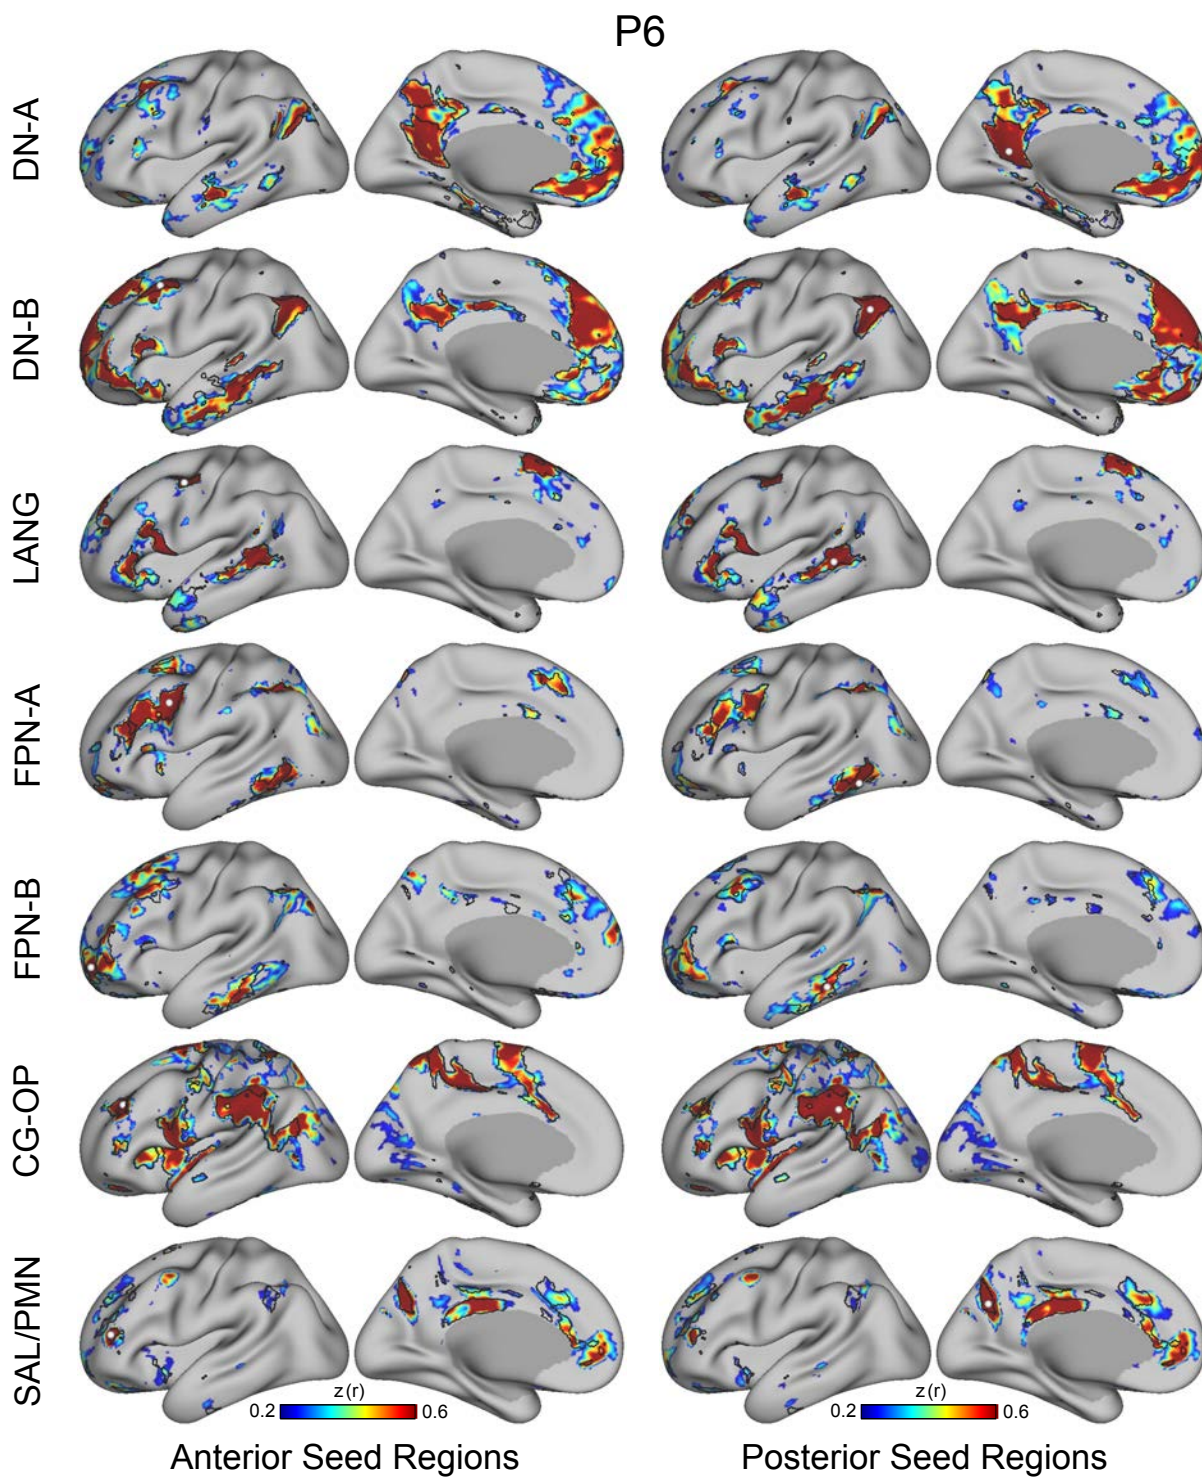 P6
DN-A
DN-B
LANG
FPN-A
FPN-B
CG-OP
SAL/PMN
z(r)
0.2 0.6
z(r)
0.2 0.6
Anterior Seed Regions
Posterior Seed Regions